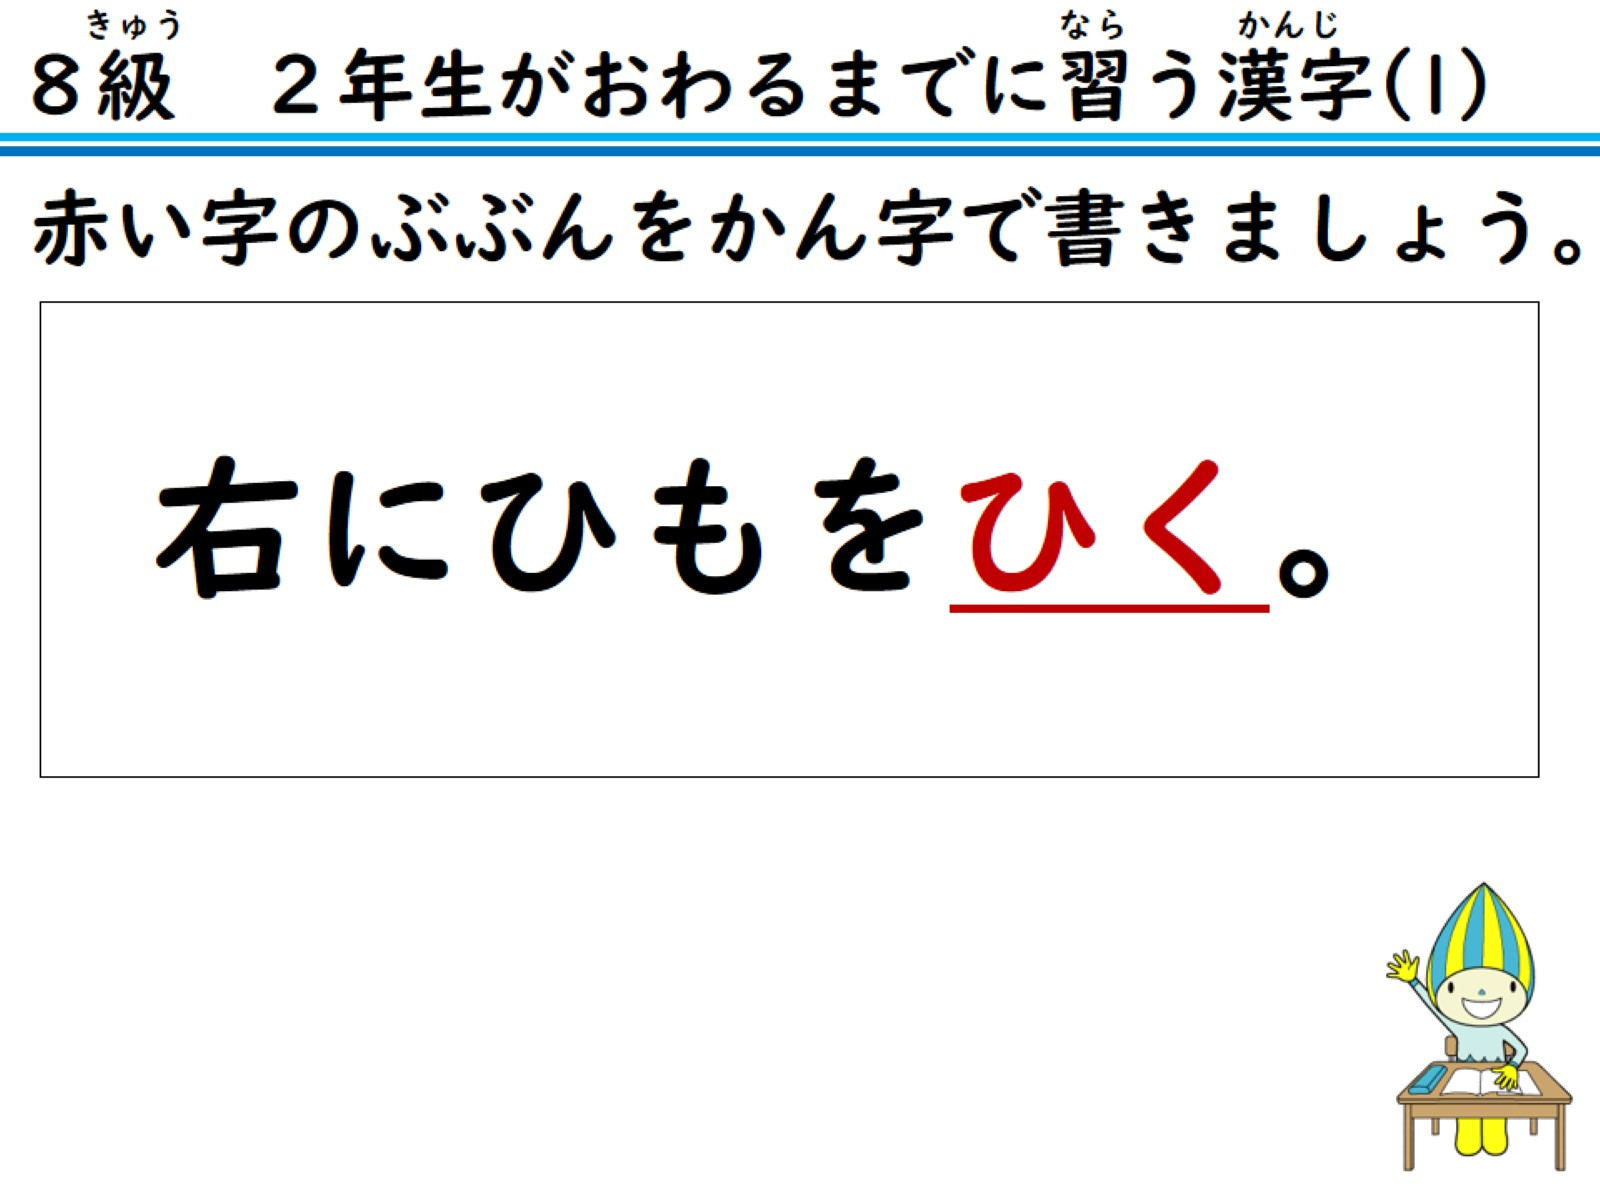 きゅう なら かんじ
８級　２年生がおわるまでに習う漢字(1)
赤い字のぶぶんをかん字で書きましょう。
右にひもをひく。